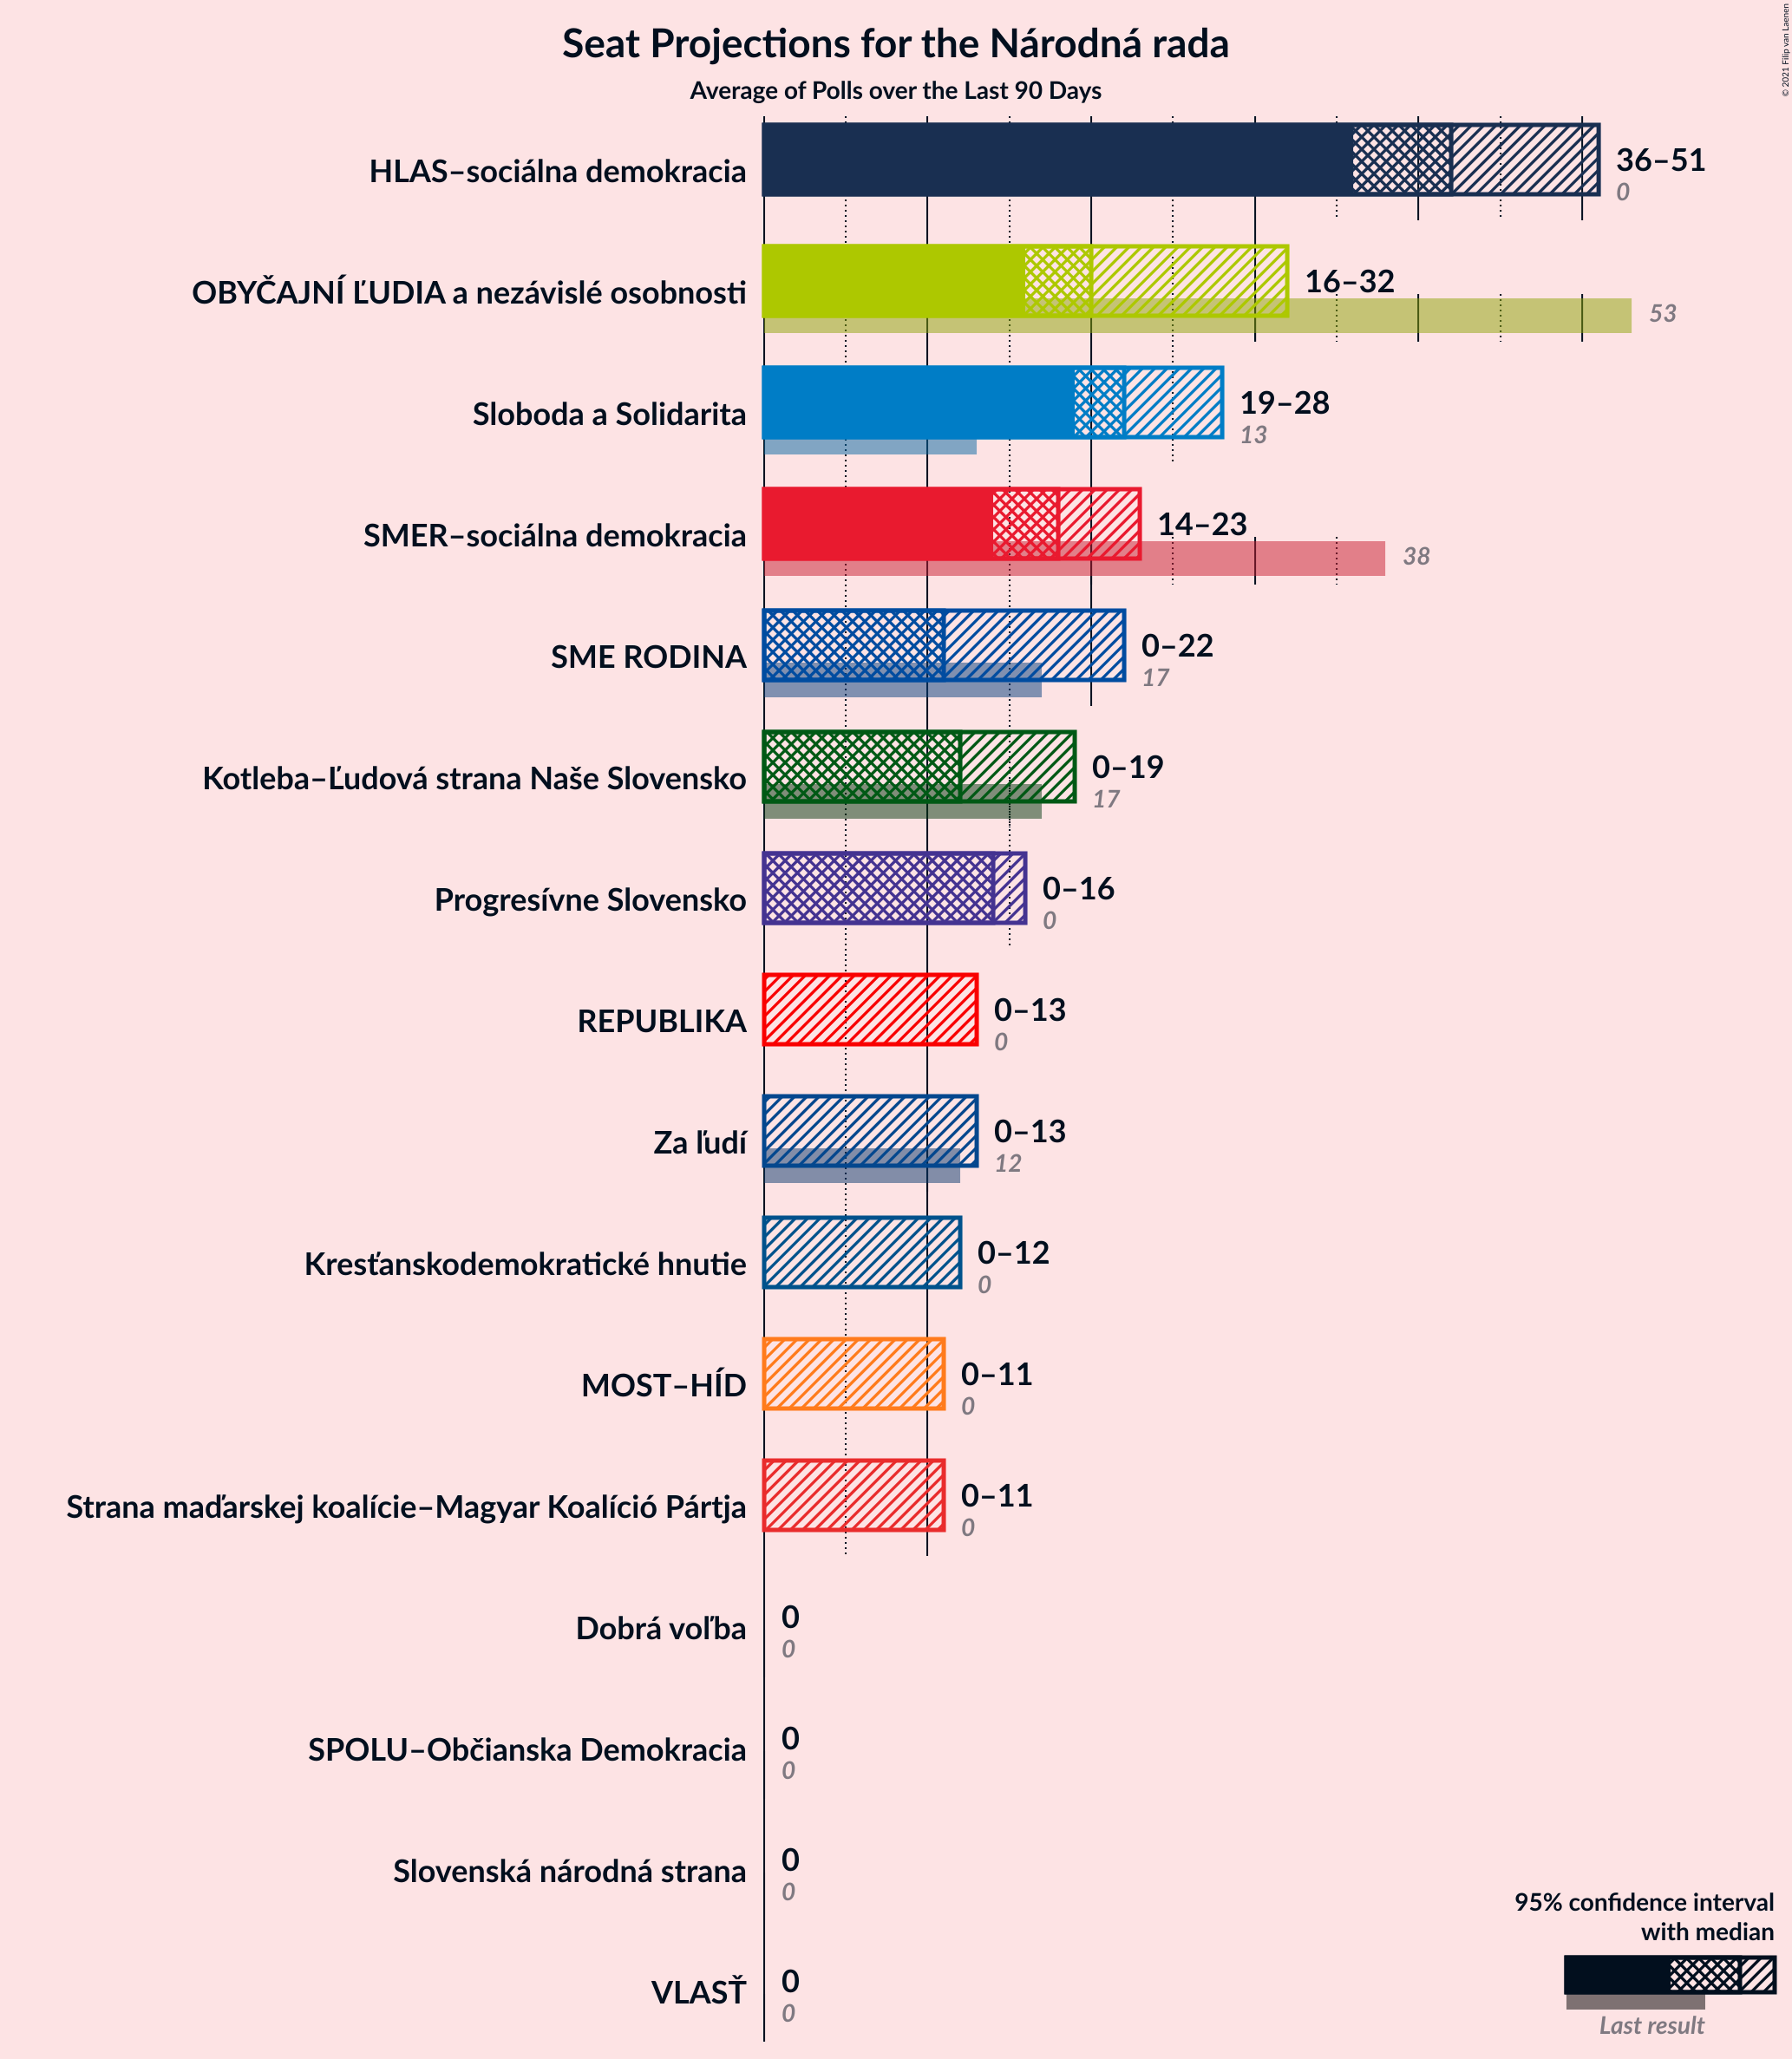 Seat Projections for the Národná rada
Average of Polls over the Last 90 Days
© 2021 Filip van Laenen
HLAS–sociálna demokracia
36–51
0
OBYČAJNÍ ĽUDIA a nezávislé osobnosti
16–32
53
Sloboda a Solidarita
19–28
13
SMER–sociálna demokracia
14–23
38
SME RODINA
0–22
17
Kotleba–Ľudová strana Naše Slovensko
0–19
17
Progresívne Slovensko
0–16
0
REPUBLIKA
0–13
0
Za ľudí
0–13
12
Kresťanskodemokratické hnutie
0–12
0
MOST–HÍD
0–11
0
Strana maďarskej koalície–Magyar Koalíció Pártja
0–11
0
Dobrá voľba
0
0
SPOLU–Občianska Demokracia
0
0
Slovenská národná strana
0
0
VLASŤ
0
0
95% confidence interval
with median
Last result